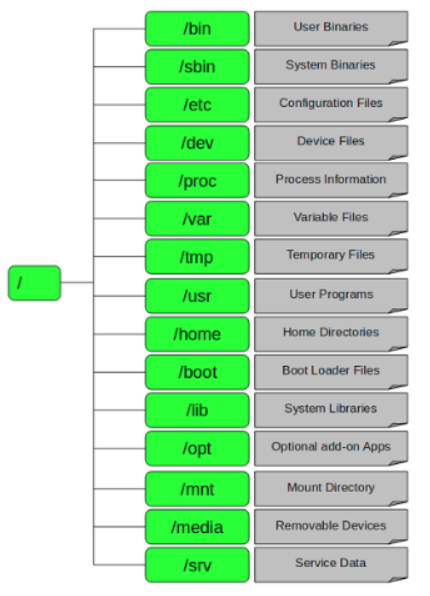 /bin User Binaries
/sbin System Binaries
/etc Configuration Files
/dev Device Files
/proc Process Information
/var Variable Files
/tmp Temporary Files
/
/usr User Programs
/home Home Directories
/boot Boot Loader Files
/lib System Libraries
/opt Optional add-on Apps
/mnt Mount Directory
/media Removable Devices
/srv Service Data